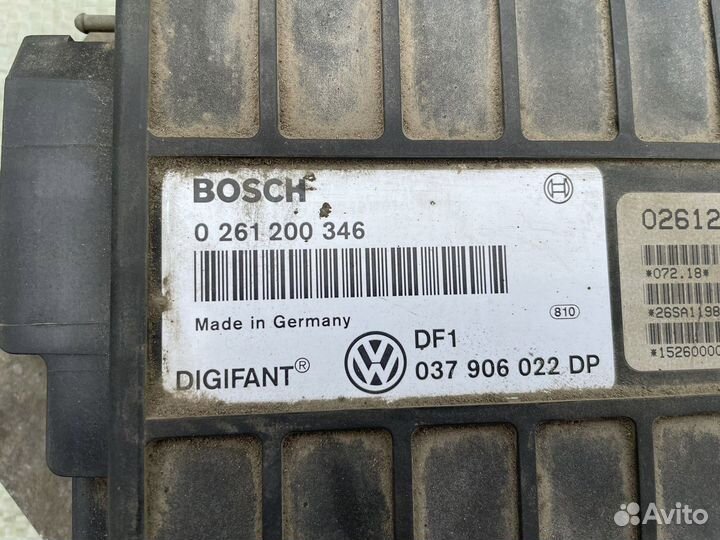 BOSCH
0 261 200 346
Made in Germany
810
DIGIFANT®
DF1
037 906 022 DP
02612
*072.18*
*26SA1198
*15260000
Avito